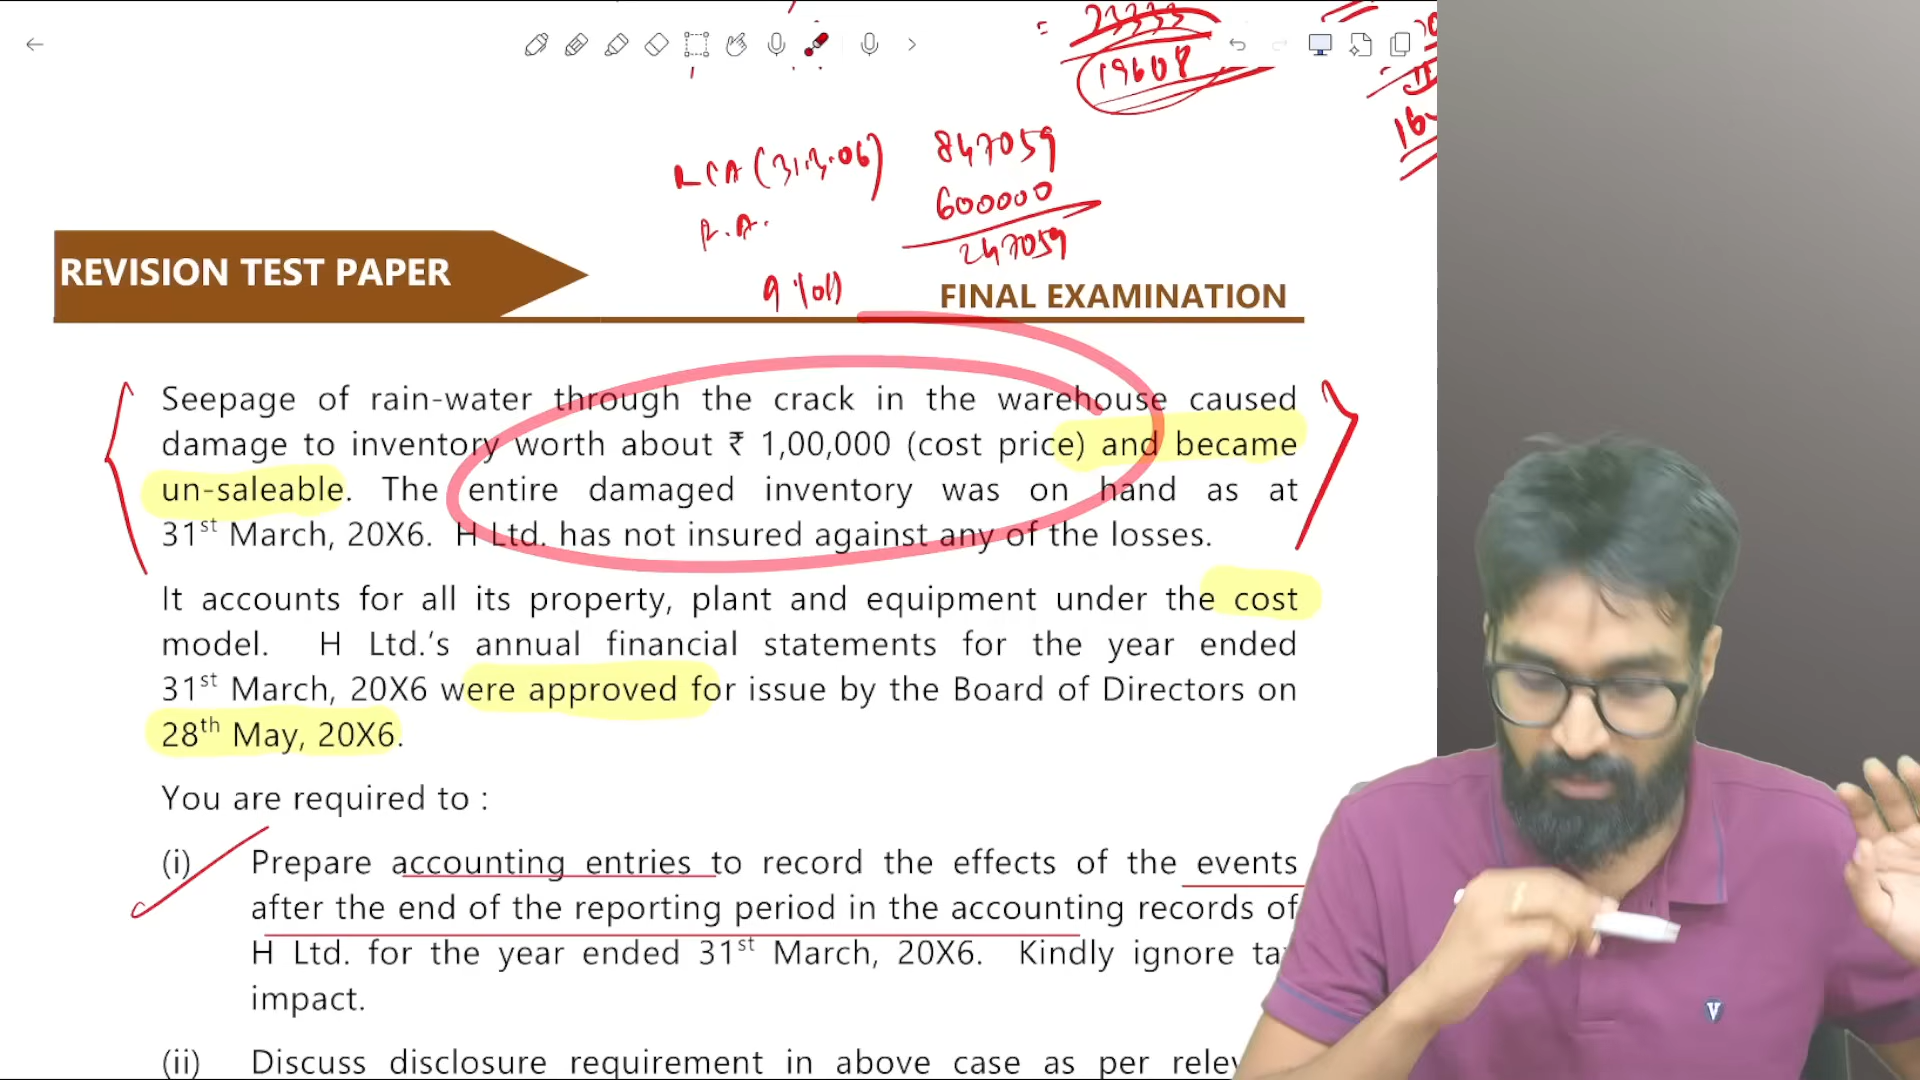 23333
19608
(31.3.06) 847059
R.A. 600000
247059
REVISION TEST PAPER
FINAL EXAMINATION
Seepage of rain-water through the crack in the warehouse caused
damage to inventory worth about ₹ 1,00,000 (cost price) and became
un-saleable. The entire damaged inventory was on hand as at
31st March, 20X6. H Ltd. has not insured against any of the losses.
It accounts for all its property, plant and equipment under the cost
model. H Ltd.'s annual financial statements for the year ended
31st March, 20X6 were approved for issue by the Board of Directors on
28th May, 20X6.
You are required to :
(i) Prepare accounting entries to record the effects of the events
after the end of the reporting period in the accounting records of
H Ltd. for the year ended 31st March, 20X6. Kindly ignore
impact.
(ii) Discuss disclosure requirement in above case as per
V